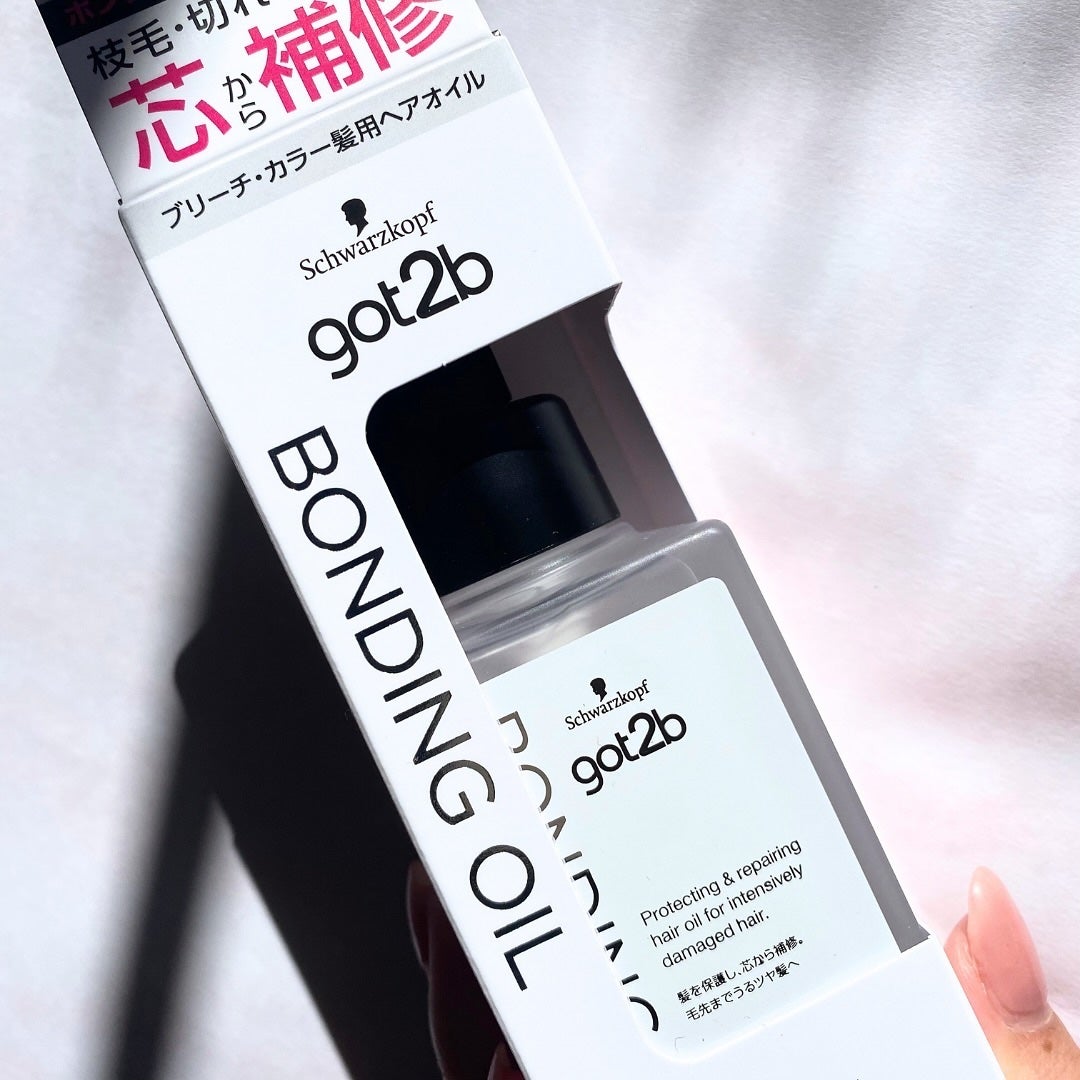 枝毛・切れ
芯から補修
ブリーチ・カラー髪用ヘアオイル
Schwarzkopf
got2b
BONDING OIL
Schwarzkopf
got2b
BONDING
Protecting & repairing
hair oil for intensively
damaged hair.
髪を保護し、芯から補修。
毛先までうるツヤ髪へ